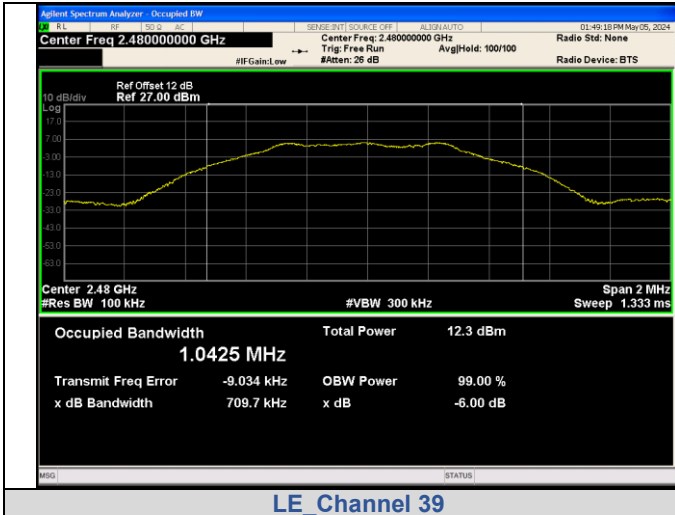 Agilent Spectrum Analyzer - Occupied BW
RL RF 50 Ω AC SENSE:INT SOURCE OFF ALIGN AUTO 01:49:18 PM May 05, 2024
Center Freq 2.480000000 GHz
Center Freq: 2.480000000 GHz
Radio Std: None
Trig: Free Run Avg|Hold: 100/100
#IFGain:Low #Atten: 26 dB Radio Device: BTS
Ref Offset 12 dB
10 dB/div Ref 27.00 dBm
Log
17.0
7.00
-3.00
-13.0
-23.0
-33.0
-43.0
-53.0
-63.0
Center 2.48 GHz Span 2 MHz
#Res BW 100 kHz #VBW 300 kHz Sweep 1.333 ms
Occupied Bandwidth Total Power 12.3 dBm
1.0425 MHz
Transmit Freq Error -9.034 kHz OBW Power 99.00 %
x dB Bandwidth 709.7 kHz x dB -6.00 dB
MSG STATUS
LE_Channel 39